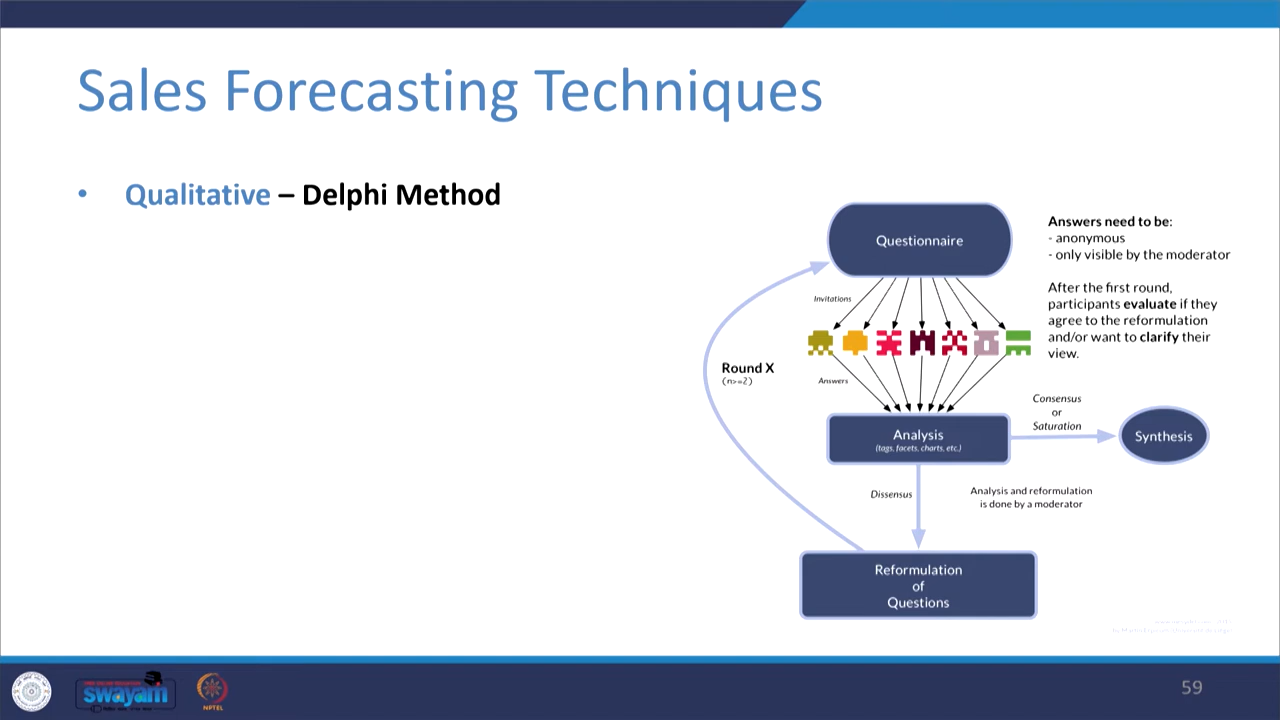 Sales Forecasting Techniques
• Qualitative – Delphi Method
Questionnaire
Answers need to be:
- anonymous
- only visible by the moderator
After the first round,
participants evaluate if they
agree to the reformulation
and/or want to clarify their
view.
Invitations
Round X
(n>=2)
Answers
Consensus
or
Saturation
Analysis
(tags, facets, charts, etc.)
Synthesis
Dissensus
Analysis and reformulation
is done by a moderator
Reformulation
of
Questions
swayam
NPTEL
59